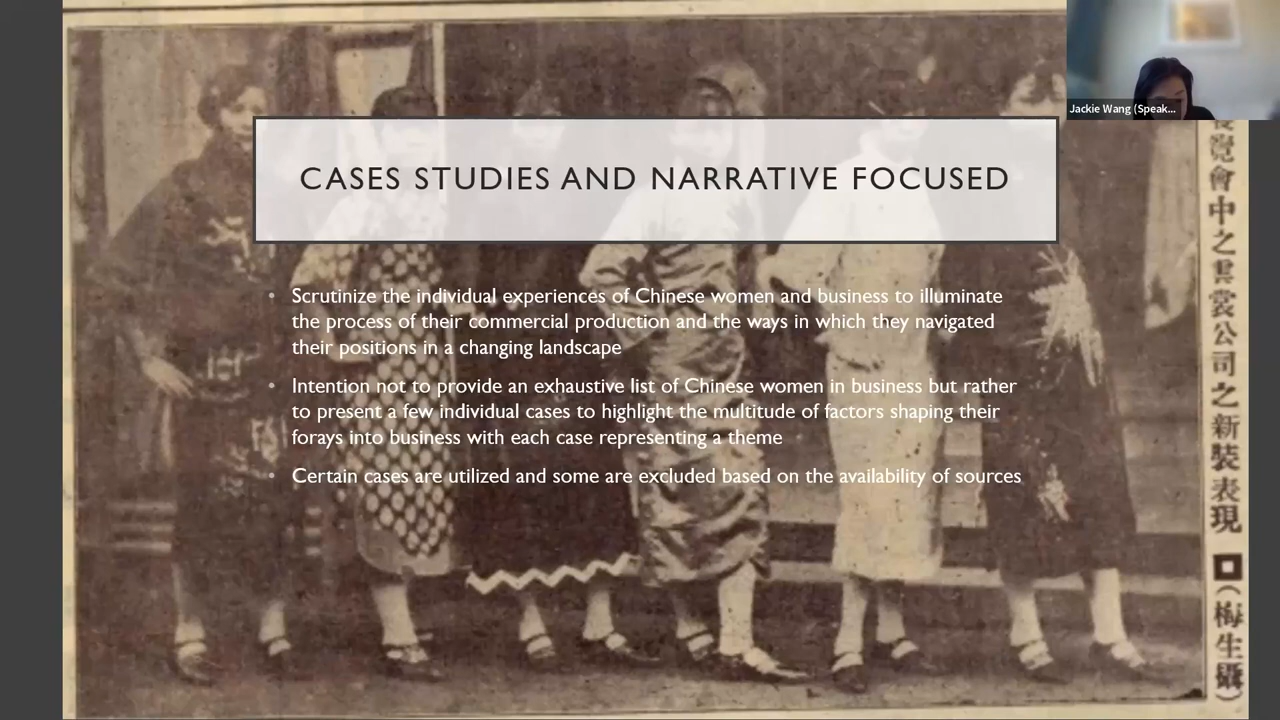 Jackie Wang (Speak...
CASES STUDIES AND NARRATIVE FOCUSED
• Scrutinize the individual experiences of Chinese women and business to illuminate
the process of their commercial production and the ways in which they navigated
their positions in a changing landscape
• Intention not to provide an exhaustive list of Chinese women in business but rather
to present a few individual cases to highlight the multitude of factors shaping their
forays into business with each case representing a theme
• Certain cases are utilized and some are excluded based on the availability of sources
覽會中之雲裳公司之新裝表現（梅生攝）